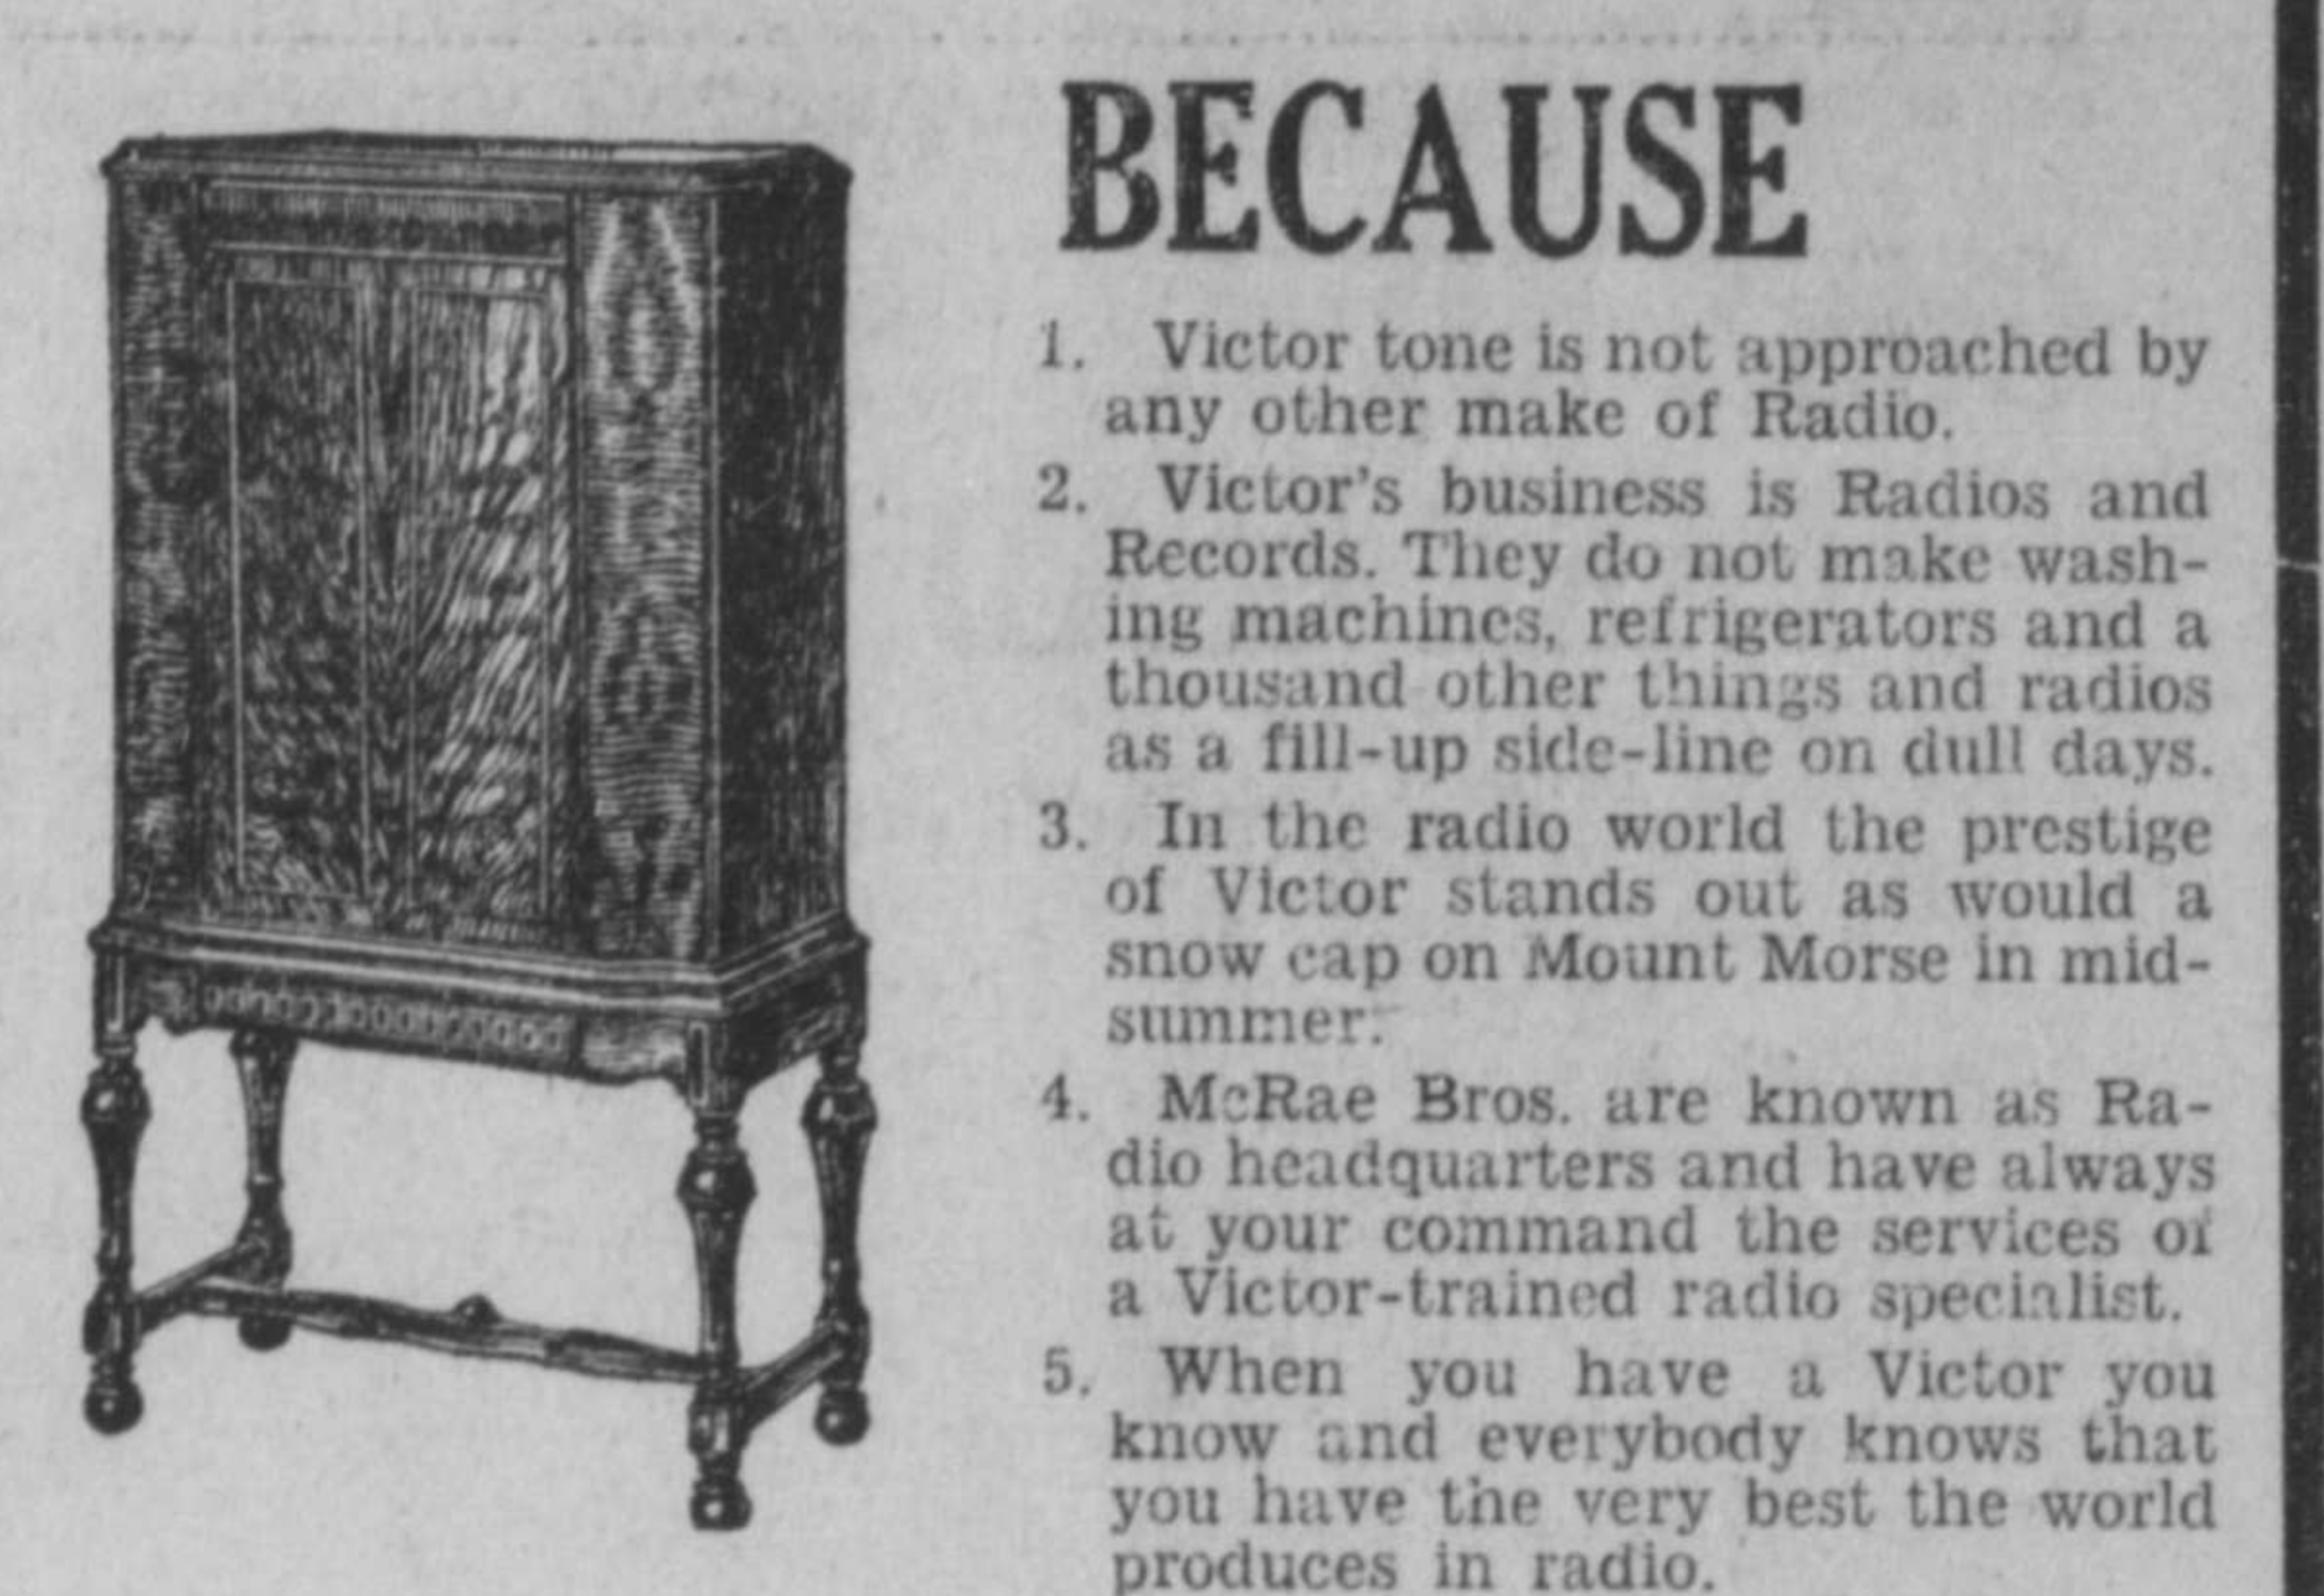 BECAUSE
1. Victor tone is not approached by
any other make of Radio.
2. Victor's business is Radios and
Records. They do not make wash-
ing machines, refrigerators and a
thousand other things and radios
as a fill-up side-line on dull days.
3. In the radio world the prestige
of Victor stands out as would a
snow cap on Mount Morse in mid-
summer.
4. McRae Bros. are known as Ra-
dio headquarters and have always
at your command the services of
a Victor-trained radio specialist.
5. When you have a Victor you
know and everybody knows that
you have the very best the world
produces in radio.